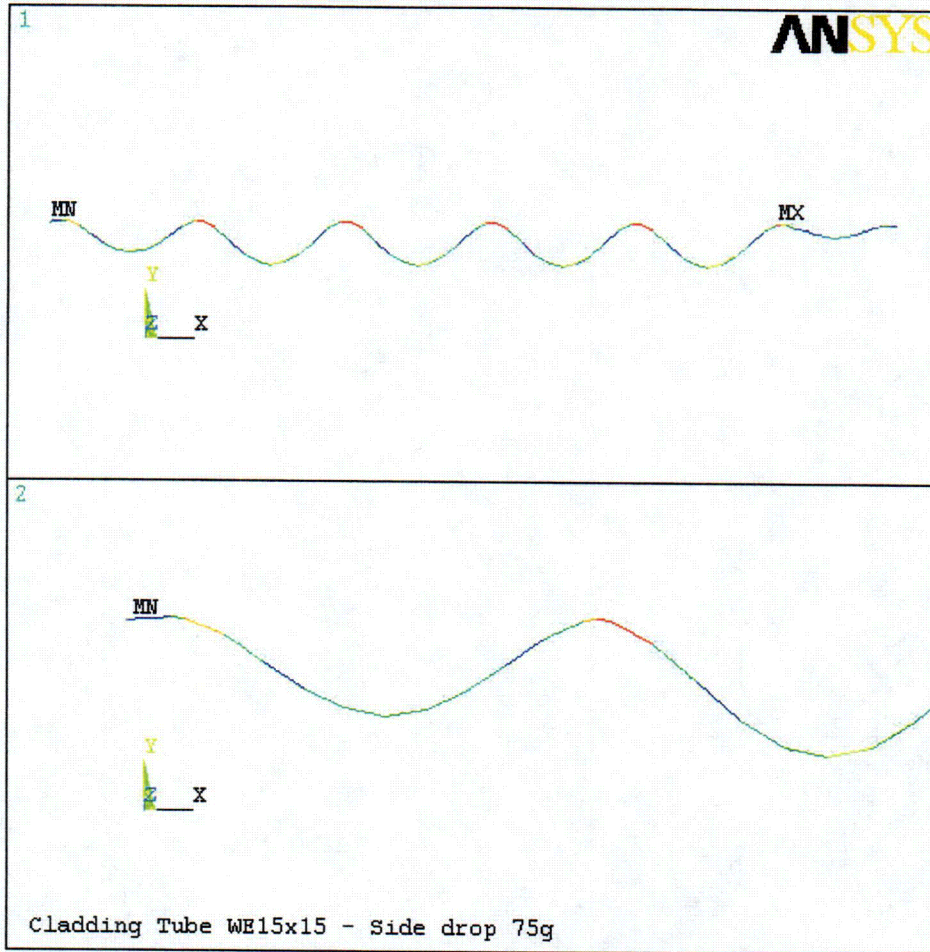 1
ANSYS
MN
MX
Y
Z X
2
MN
Y
Z X
Cladding Tube WE15x15 - Side drop 75g